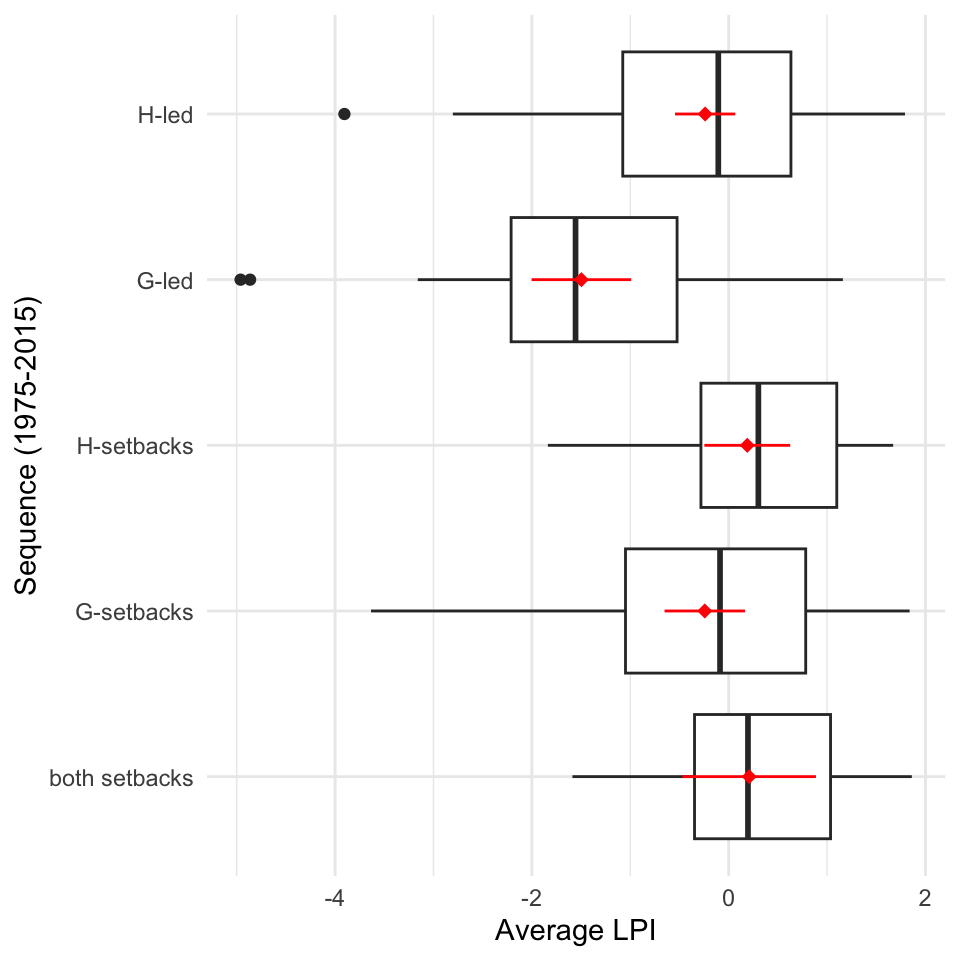 H-led
G-led
H-setbacks
G-setbacks
both setbacks
Sequence (1975-2015)
-4
-2
0
2
Average LPI